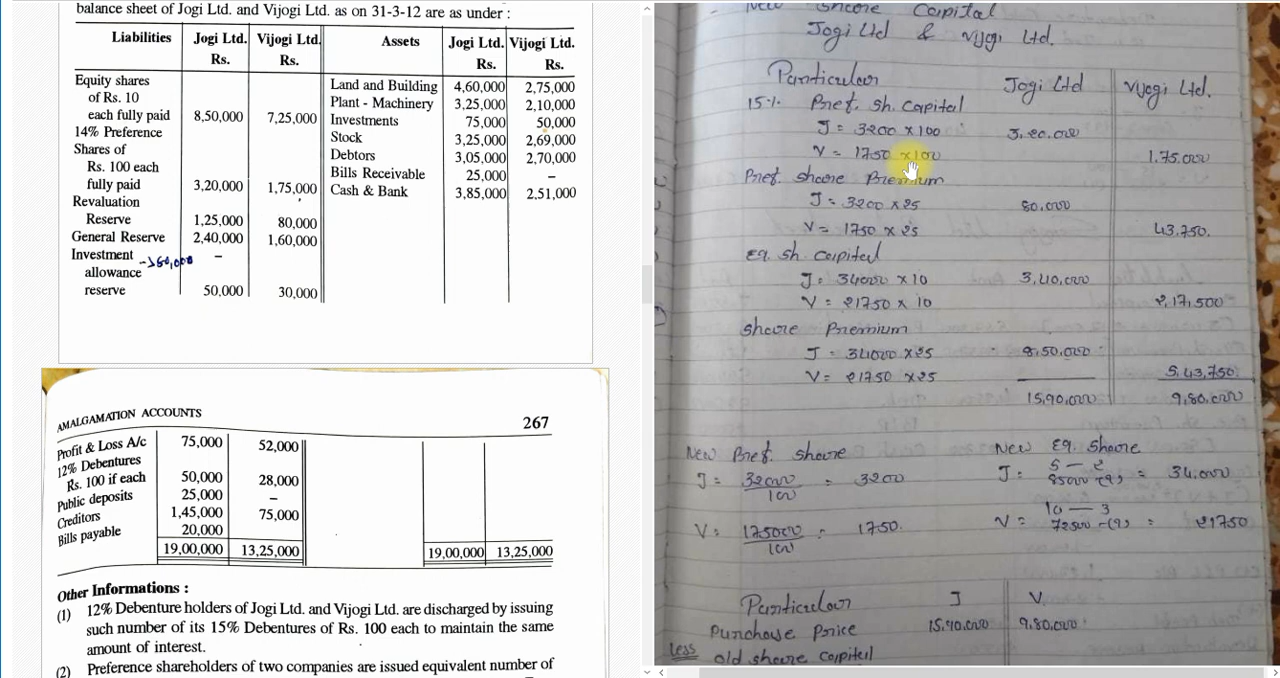 balance sheet of Jogi Ltd. and Vijogi Ltd. as on 31-3-12 are as under :
Liabilities Jogi Ltd. Vijogi Ltd. Assets Jogi Ltd. Vijogi Ltd.
Rs. Rs. Rs. Rs.
Equity shares
of Rs. 10
each fully paid 8,50,000 7,25,000
14% Preference
Shares of
Rs. 100 each
fully paid 3,20,000 1,75,000
Revaluation
Reserve 1,25,000 80,000
General Reserve 2,40,000 1,60,000
Investment - 50,000 -
allowance
reserve 50,000 30,000
Land and Building 4,60,000 2,75,000
Plant - Machinery 3,25,000 2,10,000
Investments 75,000 50,000
Stock 3,25,000 2,69,000
Debtors 3,05,000 2,70,000
Bills Receivable 25,000 -
Cash & Bank 3,85,000 2,51,000
AMALGAMATION ACCOUNTS 267
Profit & Loss A/c 75,000 52,000
12% Debentures
Rs. 100 if each 50,000 28,000
Public deposits 25,000 -
Creditors 1,45,000 75,000
Bills payable 20,000
19,00,000 13,25,000 19,00,000 13,25,000
Other Informations :
(1) 12% Debenture holders of Jogi Ltd. and Vijogi Ltd. are discharged by issuing
such number of its 15% Debentures of Rs. 100 each to maintain the same
amount of interest.
(2) Preference shareholders of two companies are issued equivalent number of
New Share Capital
Jogi Ltd & Vijogi Ltd.
Particular Jogi Ltd Vijogi Ltd.
15% Pref. Sh. Capital
J = 3200 x 100 3,20,000
V = 1750 x 100 1,75,000
Pref. Share Premium
J = 3200 x 25 80,000
V = 1750 x 25 43,750.
Eq. Sh. Capital
J = 34000 x 10 3,40,000
V = 21750 x 10 2,17,500
Share Premium
J = 34000 x 25 8,50,000
V = 21750 x 25 5,43,750.
15,90,000 9,80,000
New Pref. Share New Eq. Share
5 - 2
J = 32000/100 = 3200 J = 85000 - (?) = 34,000
10 - 3
V = 175000/100 = 1750. V = 72500 - (?) = 21750
Particular J V
Purchase Price 15,90,000 9,80,000
Less old share capital